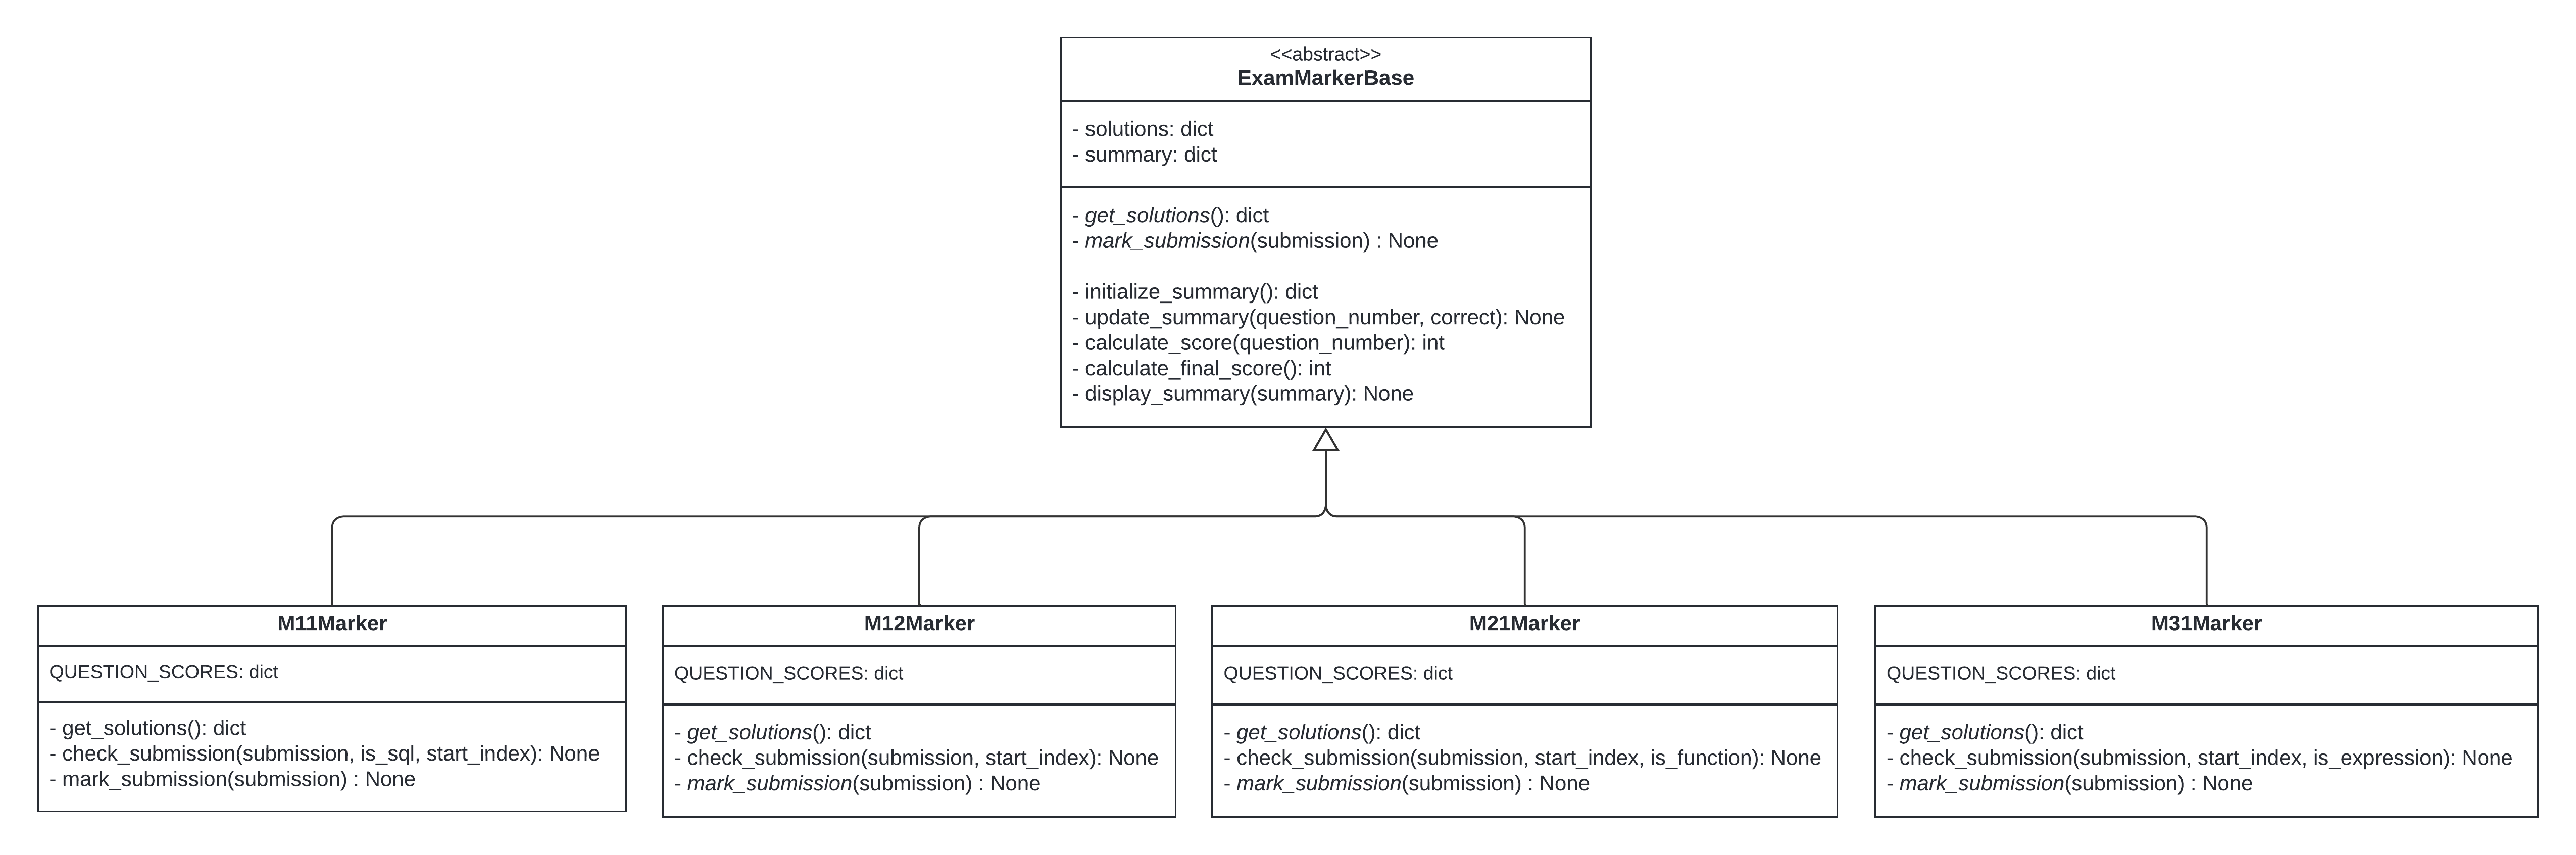 <<abstract>>
ExamMarkerBase
- solutions: dict
- summary: dict
- get_solutions(): dict
- mark_submission(submission) : None
- initialize_summary(): dict
- update_summary(question_number, correct): None
- calculate_score(question_number): int
- calculate_final_score(): int
- display_summary(summary): None
M11Marker
QUESTION_SCORES: dict
- get_solutions(): dict
- check_submission(submission, is_sql, start_index): None
- mark_submission(submission) : None
M12Marker
QUESTION_SCORES: dict
- get_solutions(): dict
- check_submission(submission, start_index): None
- mark_submission(submission) : None
M21Marker
QUESTION_SCORES: dict
- get_solutions(): dict
- check_submission(submission, start_index, is_function): None
- mark_submission(submission) : None
M31Marker
QUESTION_SCORES: dict
- get_solutions(): dict
- check_submission(submission, start_index, is_expression): None
- mark_submission(submission) : None